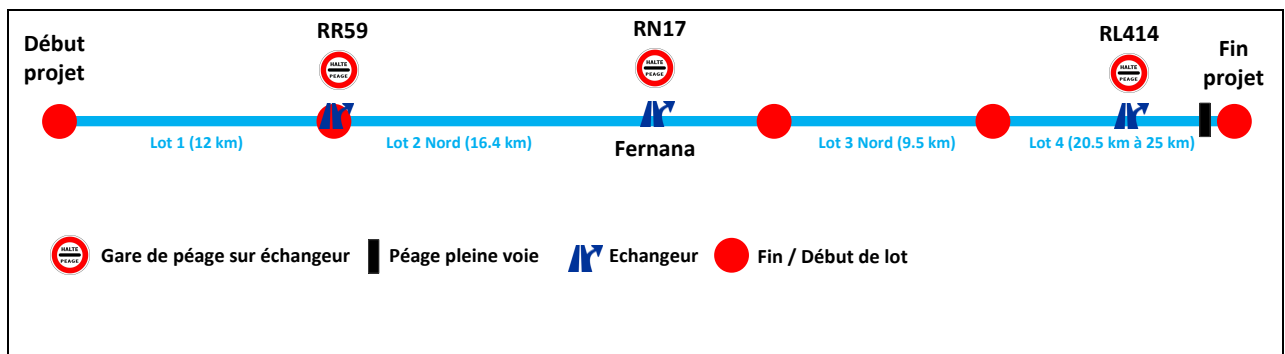 Début
projet
RR59
HALTE
PEAGE
RN17
HALTE
PEAGE
RL414
HALTE
PEAGE
Fin
projet
Lot 1 (12 km)
Lot 2 Nord (16.4 km)
Fernana
Lot 3 Nord (9.5 km)
Lot 4 (20.5 km à 25 km)
HALTE
PEAGE
Gare de péage sur échangeur
Péage pleine voie
Echangeur
Fin / Début de lot